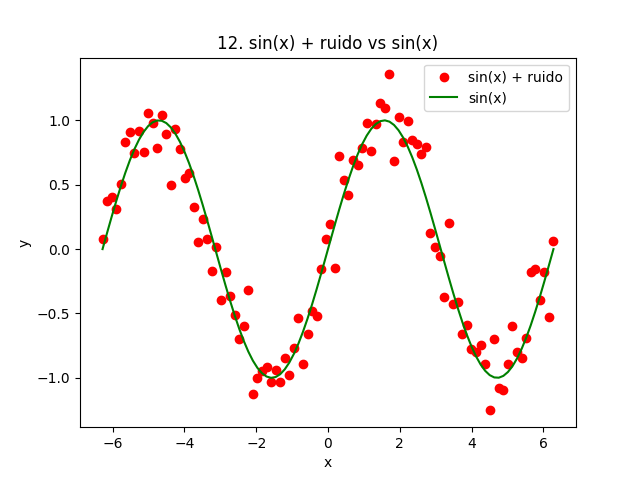 12. sin(x) + ruido vs sin(x)
sin(x) + ruido
sin(x)
1.0
0.5
0.0
−0.5
−1.0
y
−6 −4 −2 0 2 4 6
x